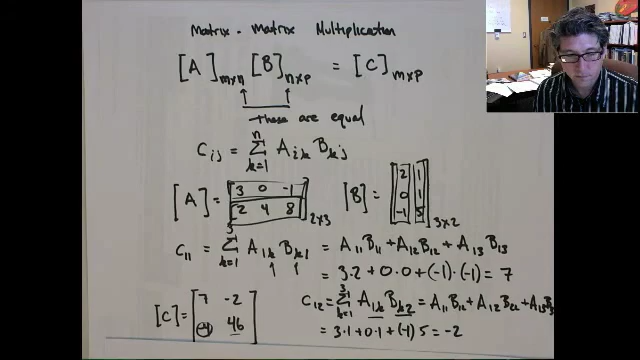 Matrix - Matrix Multiplication
[A]mxn [B]nxp = [C]mxp
↑ ↑
These are equal
Cij = n Σ k=1 Aik Bkj
[A] = [3 0 -1
2 4 8] 2x3
[B] = [2 1
0 1
-1 5] 3x2
C11 = 3 Σ k=1 A1k Bk1 = A11 B11 + A12 B12 + A13 B13
↑ ↑
= 3·2 + 0·0 + (-1)·(-1) = 7
[C] = [7 -2
-4 46]
C12 = 3 Σ k=1 A1k Bk2 = A11 B12 + A12 B22 + A13 B
= 3·1 + 0·1 + (-1) 5 = -2